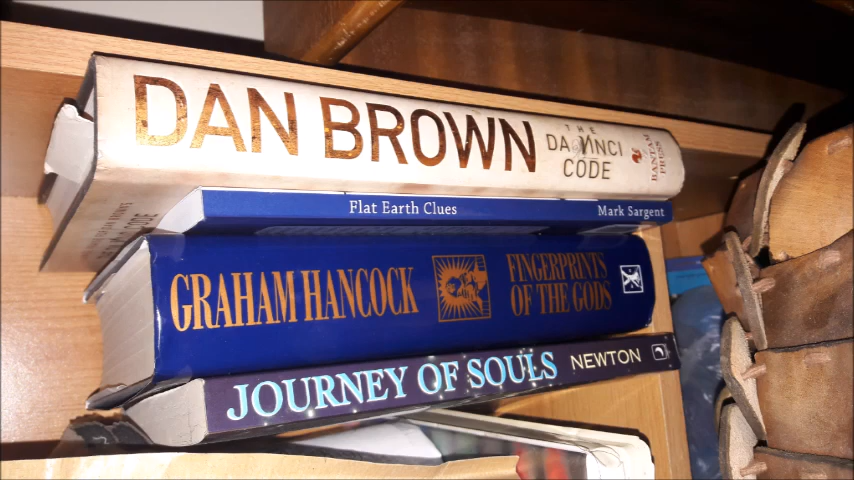 DAN BROWN
THE
DA VINCI
CODE
BANTAM
PRESS
Flat Earth Clues
Mark Sargent
GRAHAM HANCOCK
FINGERPRINTS
OF THE GODS
JOURNEY OF SOULS
NEWTON